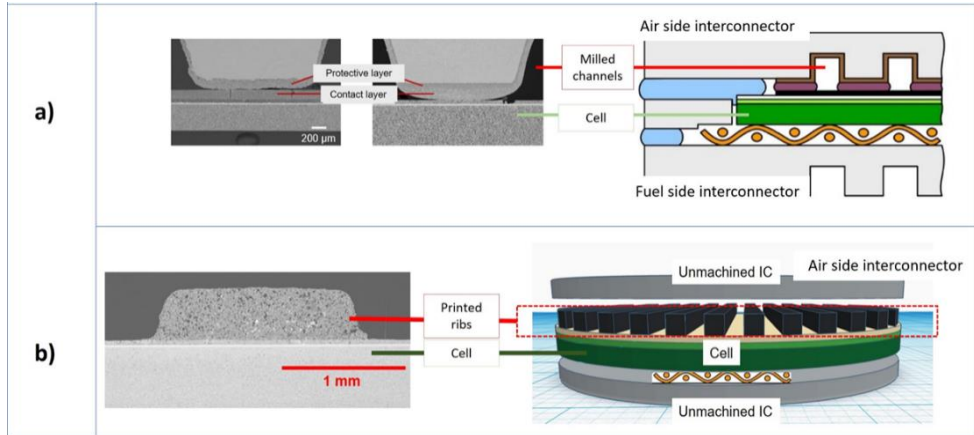 a)
Protective layer
Contact layer
200 µm
Milled
channels
Cell
Air side interconnector
Fuel side interconnector
b)
1 mm
Printed
ribs
Cell
Unmachined IC
Air side interconnector
Cell
Unmachined IC